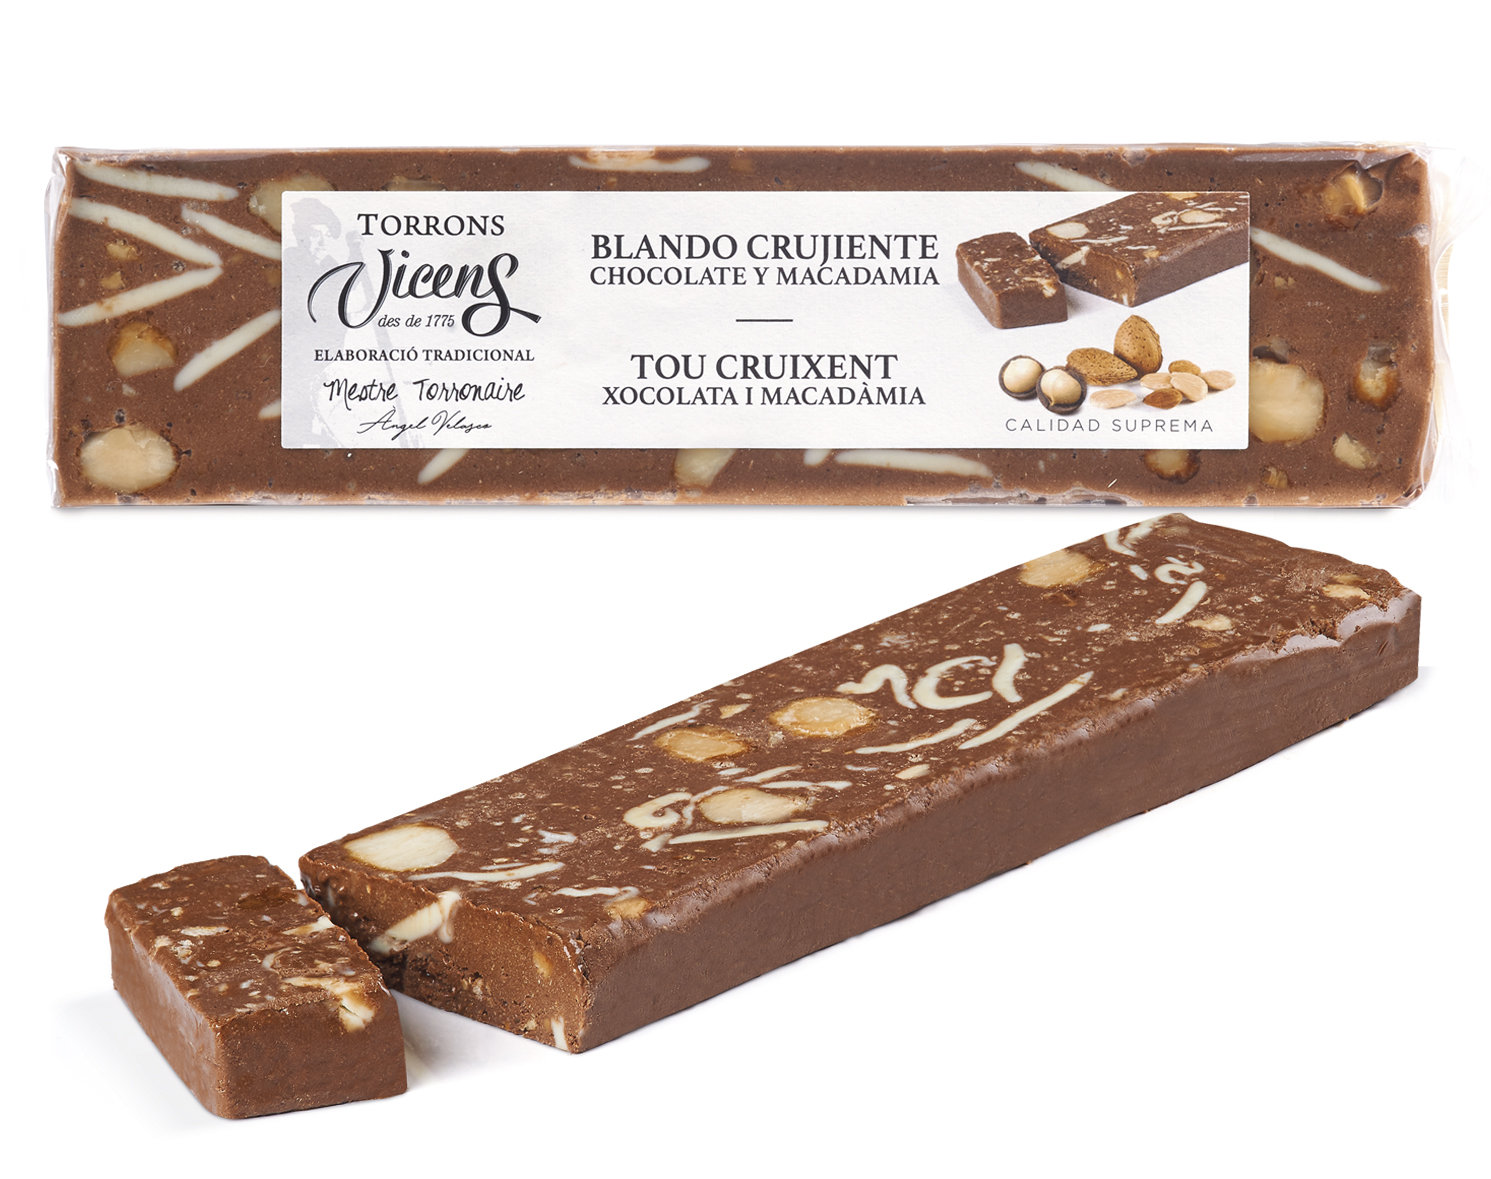 TORRONS
Vicens
des de 1775
ELABORACIÓ TRADICIONAL
Mestre Torronaire
Àngel Velasco
BLANDO CRUJIENTE
CHOCOLATE Y MACADAMIA
TOU CRUIXENT
XOCOLATA I MACADÀMIA
CALIDAD SUPREMA